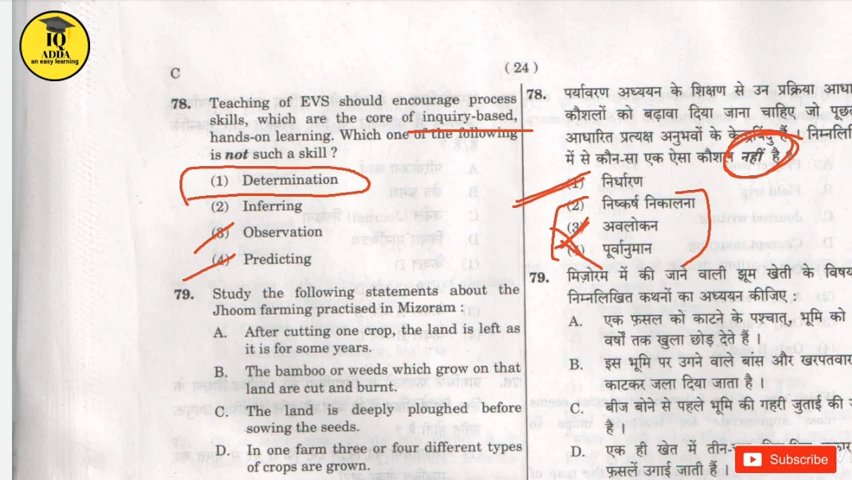 IQ
ADDA
an easy learning
C
(24)
78. Teaching of EVS should encourage process
skills, which are the core of inquiry-based,
hands-on learning. Which one of the following
is not such a skill ?
(1) Determination
(2) Inferring
(3) Observation
(4) Predicting
79. Study the following statements about the
Jhoom farming practised in Mizoram :
A. After cutting one crop, the land is left as
it is for some years.
B. The bamboo or weeds which grow on that
land are cut and burnt.
C. The land is deeply ploughed before
sowing the seeds.
D. In one farm three or four different types
of crops are grown.
78. पर्यावरण अध्ययन के शिक्षण से उन प्रक्रिया आधा
कौशलों को बढ़ावा दिया जाना चाहिए जो पूछत
आधारित प्रत्यक्ष अनुभवों के केन्द्रबिंदु हैं । निम्नलि
में से कौन-सा एक ऐसा कौशल नहीं है
(1) निर्धारण
(2) निष्कर्ष निकालना
(3) अवलोकन
(4) पूर्वानुमान
79. मिज़ोरम में की जाने वाली झूम खेती के विषय
निम्नलिखित कथनों का अध्ययन कीजिए :
A. एक फ़सल को काटने के पश्चात्, भूमि को
वर्षों तक खुला छोड़ देते हैं ।
B. इस भूमि पर उगने वाले बांस और खरपतवार
काटकर जला दिया जाता है ।
C. बीज बोने से पहले भूमि की गहरी जुताई की ज
है ।
D. एक ही खेत में तीन-
फ़सलें उगाई जाती हैं ।
Subscribe